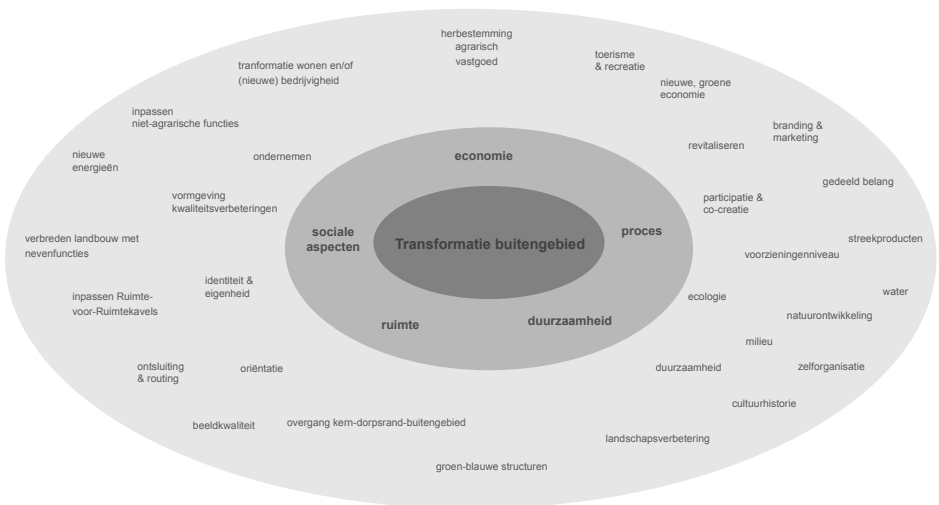 herbestemming
agrarisch
vastgoed
toerisme
& recreatie
tranformatie wonen en/of
(nieuwe) bedrijvigheid
nieuwe, groene
economie
inpassen
niet-agrarische functies
branding &
marketing
revitaliseren
nieuwe
energieën
ondernemen
economie
gedeeld belang
vormgeving
kwaliteitsverbeteringen
participatie &
co-creatie
sociale
aspecten
Transformatie buitengebied
proces
verbreden landbouw met
nevenfuncties
streekproducten
voorzieningenniveau
identiteit &
eigenheid
water
inpassen Ruimte-
voor-Ruimtekavels
ecologie
natuurontwikkeling
ruimte
duurzaamheid
milieu
ontsluiting
& routing
oriëntatie
duurzaamheid
zelforganisatie
cultuurhistorie
beeldkwaliteit
overgang kern-dorpsrand-buitengebied
landschapsverbetering
groen-blauwe structuren